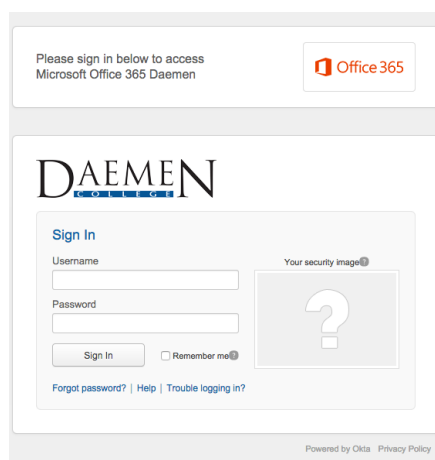 Please sign in below to access
Microsoft Office 365 Daemen
Office 365
DAEMEN
COLLEGE
Sign In
Username
Your security image?
Password
?
Sign In
Remember me?
Forgot password? | Help | Trouble logging in?
Powered by Okta Privacy Policy